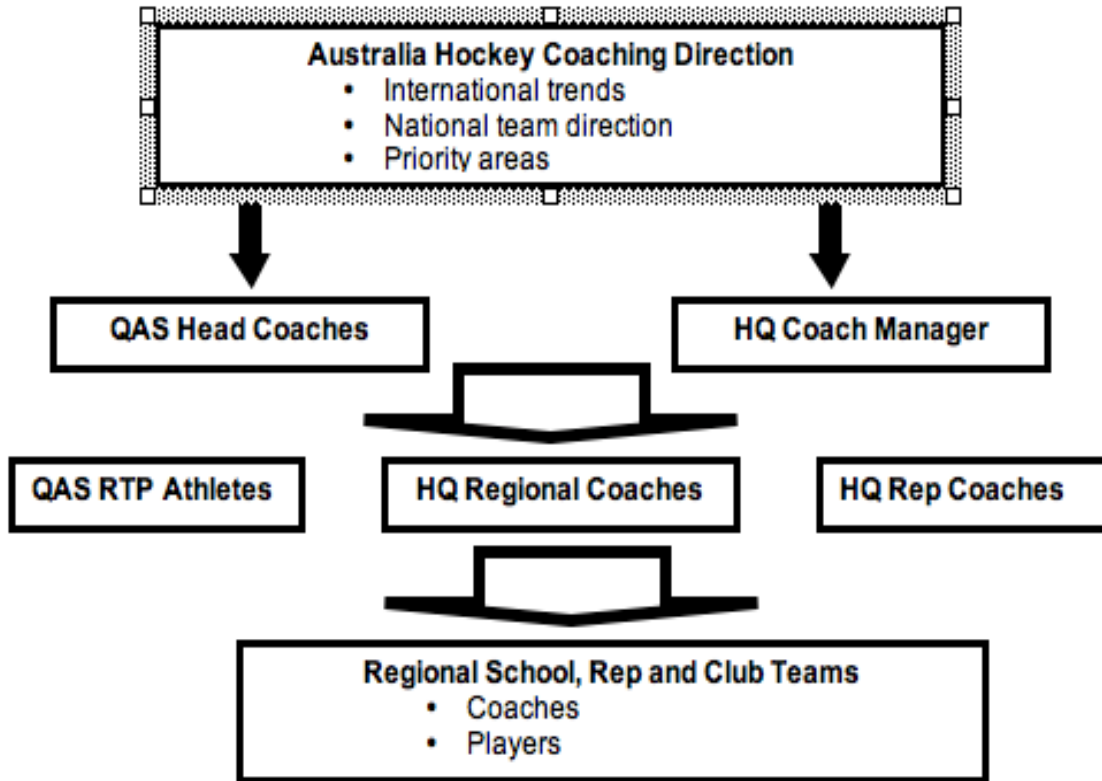 Australia Hockey Coaching Direction
• International trends
• National team direction
• Priority areas
QAS Head Coaches
HQ Coach Manager
QAS RTP Athletes
HQ Regional Coaches
HQ Rep Coaches
Regional School, Rep and Club Teams
• Coaches
• Players